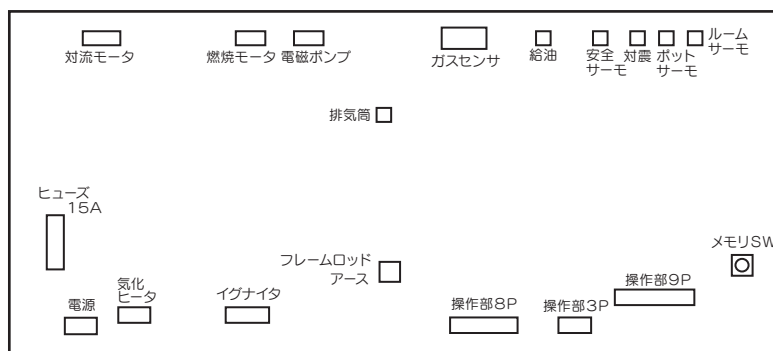 対流モータ
燃焼モータ
電磁ポンプ
ガスセンサ
給油
安全
サーモ
対震
ポット
サーモ
ルーム
サーモ
排気筒
ヒューズ
15A
フレームロッド
アース
メモリSW
電源
気化
ヒータ
イグナイタ
操作部8P
操作部3P
操作部9P